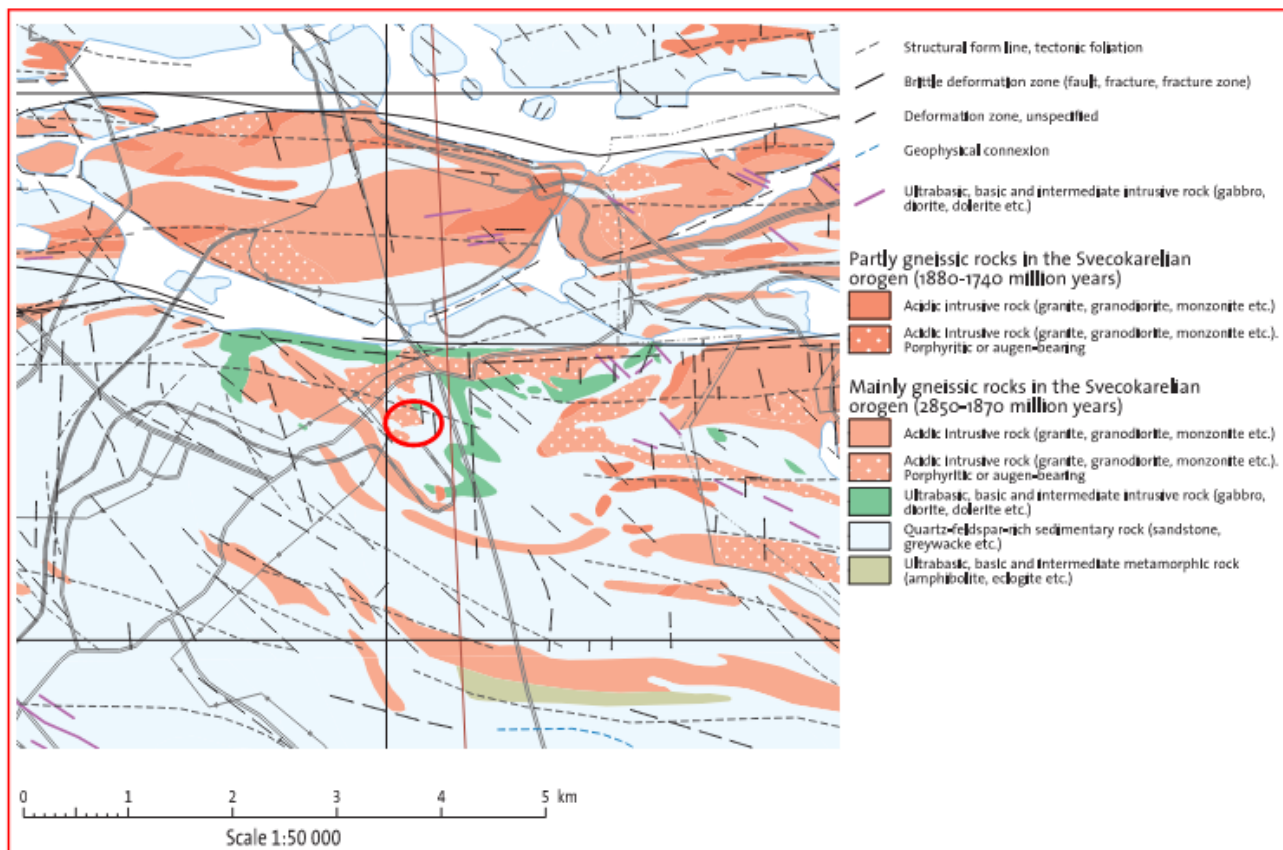 Structural form line, tectonic foliation
Brittle deformation zone (fault, fracture, fracture zone)
Deformation zone, unspecified
Geophysical connexion
Ultrabasic, basic and intermediate intrusive rock (gabbro,
diorite, dolerite etc.)
Partly gneissic rocks in the Svecokarelian
orogen (1880-1740 million years)
Acidic intrusive rock (granite, granodiorite, monzonite etc.)
Acidic intrusive rock (granite, granodiorite, monzonite etc.).
Porphyritic or augen-bearing
Mainly gneissic rocks in the Svecokarelian
orogen (2850-1870 million years)
Acidic intrusive rock (granite, granodiorite, monzonite etc.)
Acidic intrusive rock (granite, granodiorite, monzonite etc.).
Porphyritic or augen-bearing
Ultrabasic, basic and intermediate intrusive rock (gabbro,
diorite, dolerite etc.)
Quartz-feldspar-rich sedimentary rock (sandstone,
greywacke etc.)
Ultrabasic, basic and intermediate metamorphic rock
(amphibolite, eclogite etc.)
0 1 2 3 4 5 km
Scale 1:50 000